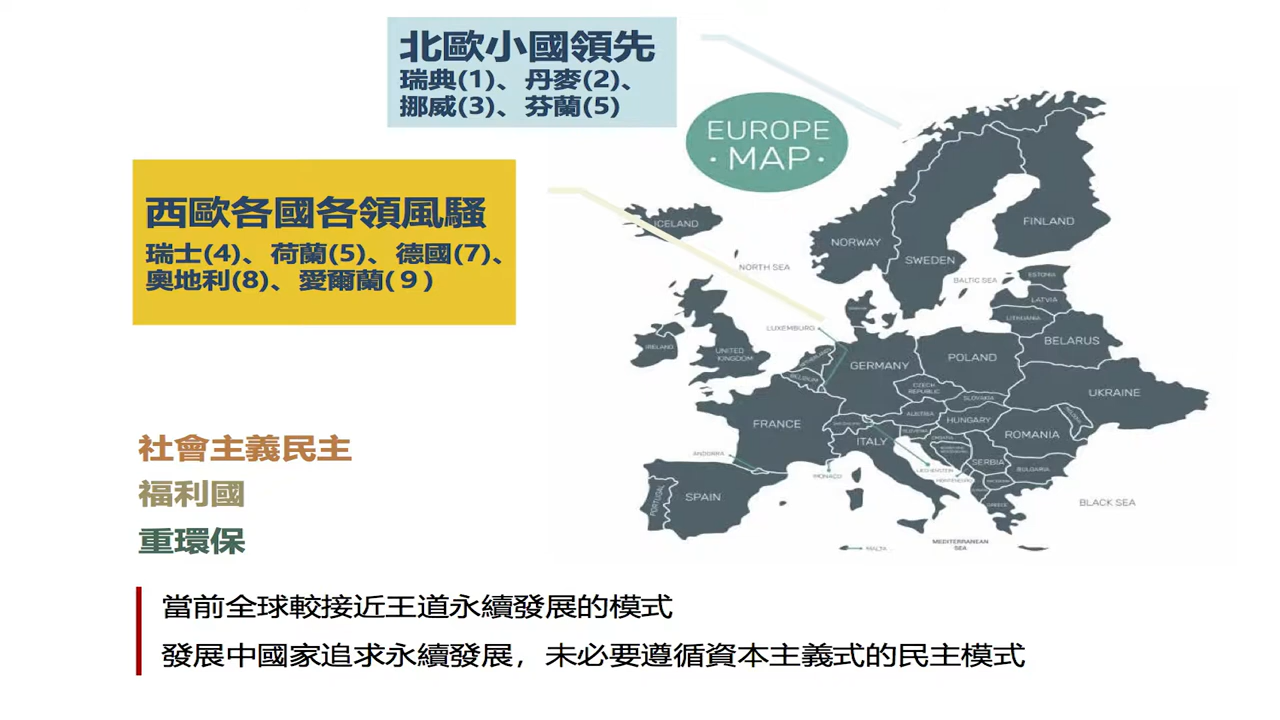 北歐小國領先
瑞典(1)、丹麥(2)、
挪威(3)、芬蘭(5)
EUROPE
·MAP·
西歐各國各領風騷
瑞士(4)、荷蘭(5)、德國(7)、
奧地利(8)、愛爾蘭(９)
ICELAND
FINLAND
NORWAY
SWEDEN
NORTH SEA
BALTIC SEA
ESTONIA
LATVIA
LITHUANIA
LUXEMBURG
BELARUS
IRELAND
UNITED
KINGDOM
NETHERLANDS
BELGIUM
GERMANY
POLAND
CZECH
REPUBLIC
SLOVAKIA
UKRAINE
AUSTRIA
HUNGARY
FRANCE
ROMANIA
ITALY
ANDORRA
MONACO
SERBIA
BULGARIA
PORTUGAL
SPAIN
GREECE
BLACK SEA
MEDITERRANEAN
SEA
MALTA
社會主義民主
福利國
重環保
當前全球較接近王道永續發展的模式
發展中國家追求永續發展，未必要遵循資本主義式的民主模式